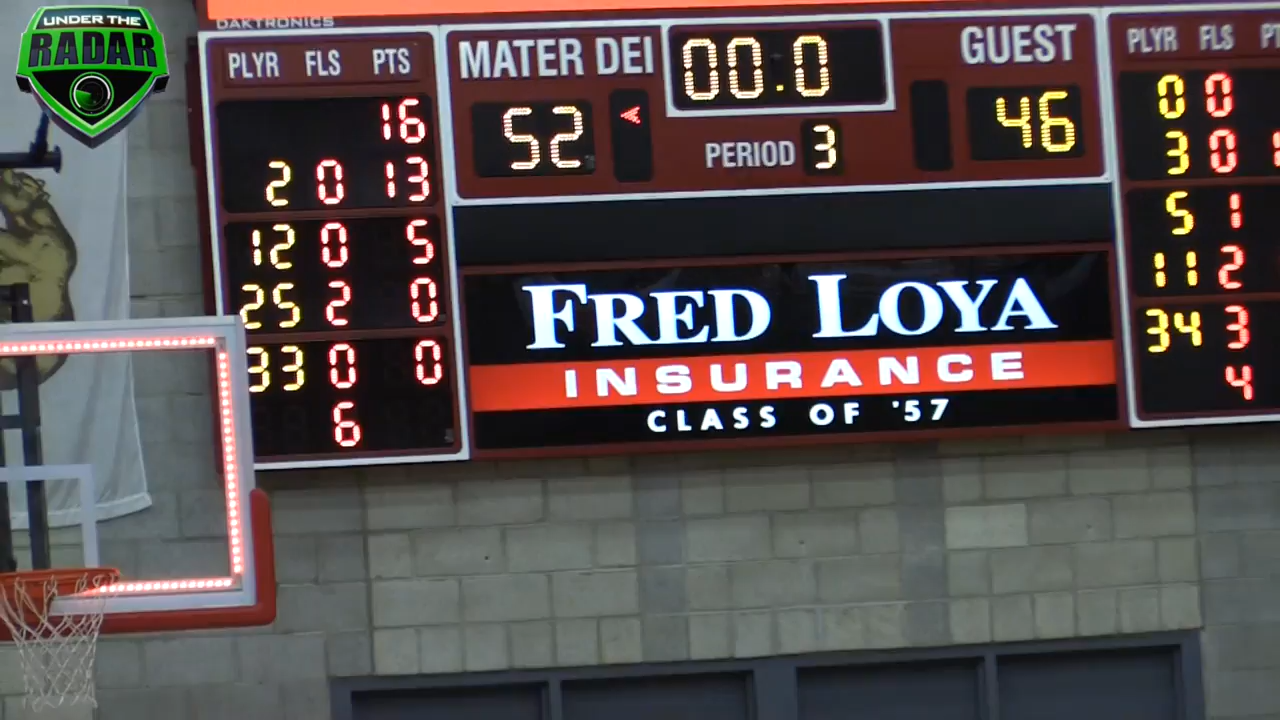 UNDER THE
RADAR
DAKTRONICS
PLYR FLS PTS
16
2 0 13
12 0 5
25 2 0
33 0 0
6
MATER DEI 00.0 GUEST
52 46
PERIOD 3
FRED LOYA
INSURANCE
CLASS OF '57
PLYR FLS
0 0
3 0
5 1
11 2
34 3
4